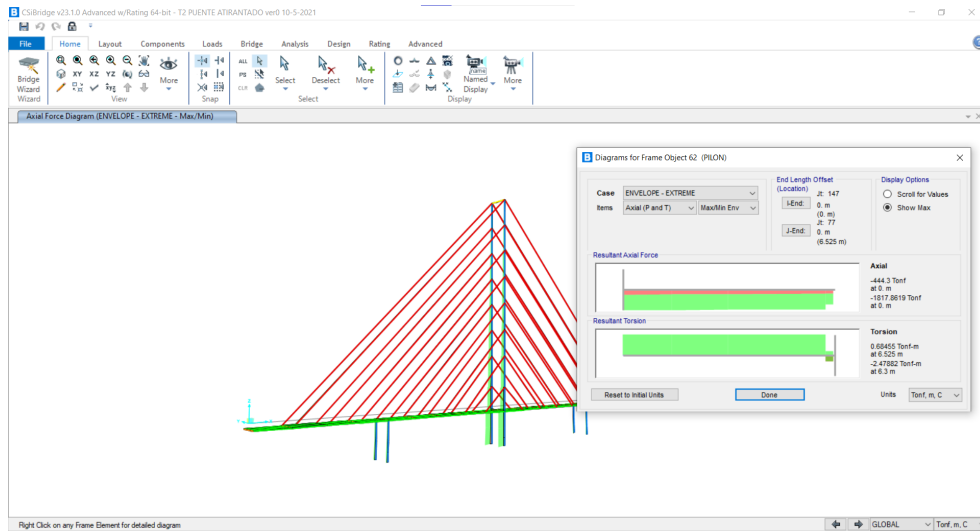 CSiBridge v23.1.0 Advanced w/Rating 64-bit - T2 PUENTE ATIRANTADO ver0 10-5-2021
File Home Layout Components Loads Bridge Analysis Design Rating Advanced
XY XZ YZ
Bridge Wizard
More
ALL
PS
CLR
Select
Deselect
More
Named Display
More
Wizard View Snap Select Display
Axial Force Diagram (ENVELOPE - EXTREME - Max/Min)
Diagrams for Frame Object 62 (PILON)
Case ENVELOPE - EXTREME
Items Axial (P and T) Max/Min Env
End Length Offset
(Location)
Jt: 147
I-End: 0. m
(0. m)
Jt: 77
J-End: 0. m
(6.525 m)
Display Options
Scroll for Values
Show Max
Resultant Axial Force
Axial
-444.3 Tonf
at 0. m
-1817.8619 Tonf
at 0. m
Resultant Torsion
Torsion
0.68455 Tonf-m
at 6.525 m
-2.47882 Tonf-m
at 6.3 m
Reset to Initial Units Done Units Tonf, m, C
Right Click on any Frame Element for detailed diagram
GLOBAL Tonf, m, C